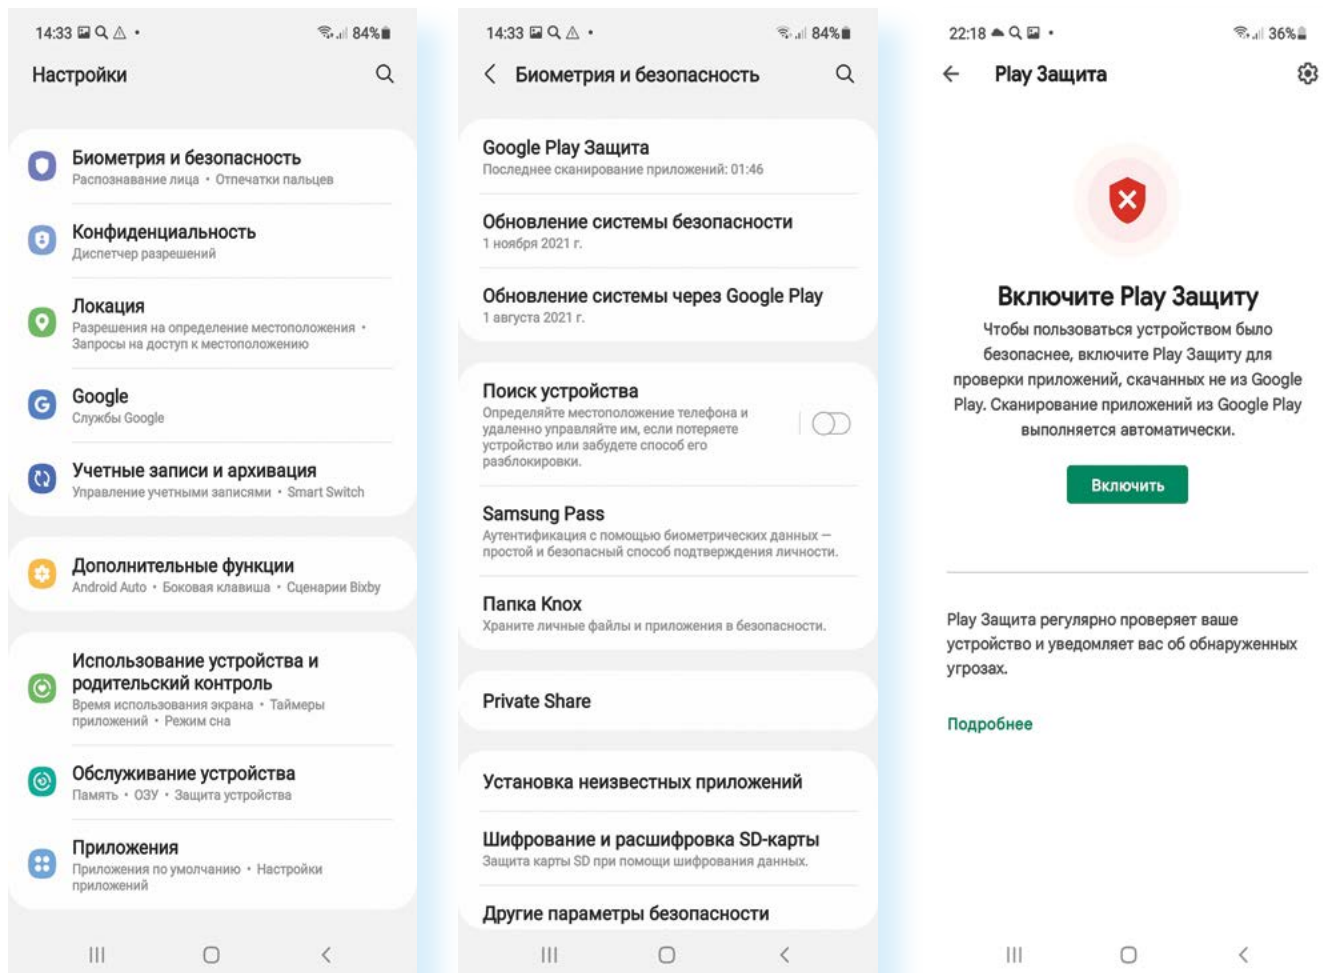 14:33
84%
Настройки
Биометрия и безопасность
Распознавание лица • Отпечатки пальцев
Конфиденциальность
Диспетчер разрешений
Локация
Разрешения на определение местоположения •
Запросы на доступ к местоположению
Google
Службы Google
Учетные записи и архивация
Управление учетными записями • Smart Switch
Дополнительные функции
Android Auto • Боковая клавиша • Сценарии Bixby
Использование устройства и
родительский контроль
Время использования экрана • Таймеры
приложений • Режим сна
Обслуживание устройства
Память • ОЗУ • Защита устройства
Приложения
Приложения по умолчанию • Настройки
приложений
14:33
84%
Биометрия и безопасность
Google Play Защита
Последнее сканирование приложений: 01:46
Обновление системы безопасности
1 ноября 2021 г.
Обновление системы через Google Play
1 августа 2021 г.
Поиск устройства
Определяйте местоположение телефона и
удаленно управляйте им, если потеряете
устройство или забудете способ его
разблокировки.
Samsung Pass
Аутентификация с помощью биометрических данных —
простой и безопасный способ подтверждения личности.
Папка Knox
Храните личные файлы и приложения в безопасности.
Private Share
Установка неизвестных приложений
Шифрование и расшифровка SD-карты
Защита карты SD при помощи шифрования данных.
Другие параметры безопасности
22:18
36%
Play Защита
Включите Play Защиту
Чтобы пользоваться устройством было
безопаснее, включите Play Защиту для
проверки приложений, скачанных не из Google
Play. Сканирование приложений из Google Play
выполняется автоматически.
Включить
Play Защита регулярно проверяет ваше
устройство и уведомляет вас об обнаруженных
угрозах.
Подробнее